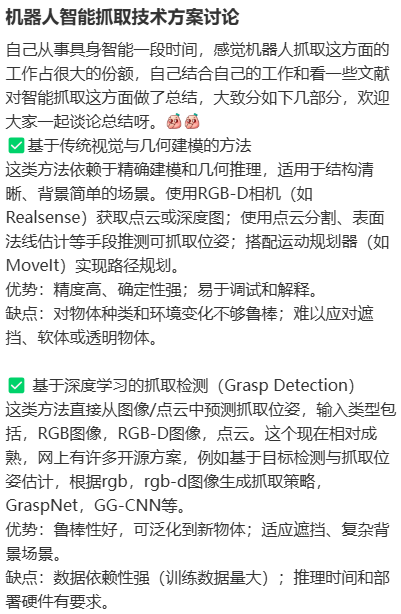 机器人智能抓取技术方案讨论
自己从事具身智能一段时间，感觉机器人抓取这方面的
工作占很大的份额，自己结合自己的工作和看一些文献
对智能抓取这方面做了总结，大致分如下几部分，欢迎
大家一起谈论总结呀。
✅基于传统视觉与几何建模的方法
这类方法依赖于精确建模和几何推理，适用于结构清
晰、背景简单的场景。使用RGB-D相机（如
Realsense）获取点云或深度图；使用点云分割、表面
法线估计等手段推测可抓取位姿；搭配运动规划器（如
MoveIt）实现路径规划。
优势：精度高、确定性强；易于调试和解释。
缺点：对物体种类和环境变化不够鲁棒；难以应对遮
挡、软体或透明物体。
✅ 基于深度学习的抓取检测（Grasp Detection）
这类方法直接从图像/点云中预测抓取位姿，输入类型包
括，RGB图像，RGB-D图像，点云。这个现在相对成
熟，网上有许多开源方案，例如基于目标检测与抓取位
姿估计，根据rgb，rgb-d图像生成抓取策略，
GraspNet，GG-CNN等。
优势：鲁棒性好，可泛化到新物体；适应遮挡、复杂背
景场景。
缺点：数据依赖性强（训练数据量大）；推理时间和部
署硬件有要求。